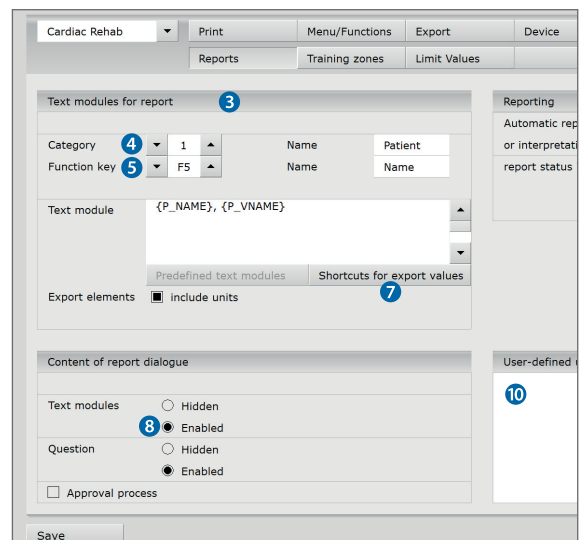 Cardiac Rehab Print Menu/Functions Export Device
Reports Training zones Limit Values
Text modules for report 3
Category 4 1 Name Patient
Function key 5 F5 Name Name
Text module {P_NAME}, {P_VNAME}
Predefined text modules Shortcuts for export values
7
Export elements include units
Reporting
Automatic rep
or interpretati
report status
Content of report dialogue
Text modules Hidden
8 Enabled
Question Hidden
Enabled
Approval process
User-defined
10
Save